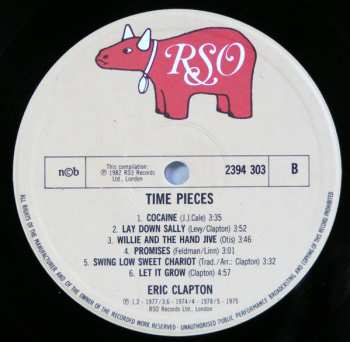 RSO
n©b
This compilation:
℗ 1982 RSO Records
Ltd., London
2394 303
B
TIME PIECES
1. COCAINE (J.J.Cale) 3:35
2. LAY DOWN SALLY (Levy/Clapton) 3:52
3. WILLIE AND THE HAND JIVE (Otis) 3:46
4. PROMISES (Feldman/Linn) 3:01
5. SWING LOW SWEET CHARIOT (Trad./Arr.: Clapton) 3:32
6. LET IT GROW (Clapton) 4:57
ERIC CLAPTON
℗ 1,2 - 1977/3,6 - 1974/4 - 1978/5 - 1975
RSO Records Ltd., London
ALL RIGHTS OF THE MANUFACTURER AND OF THE OWNER OF THE RECORDED WORK RESERVED - UNAUTHORISED PUBLIC PERFORMANCE, BROADCASTING AND COPYING OF THIS RECORD PROHIBITED